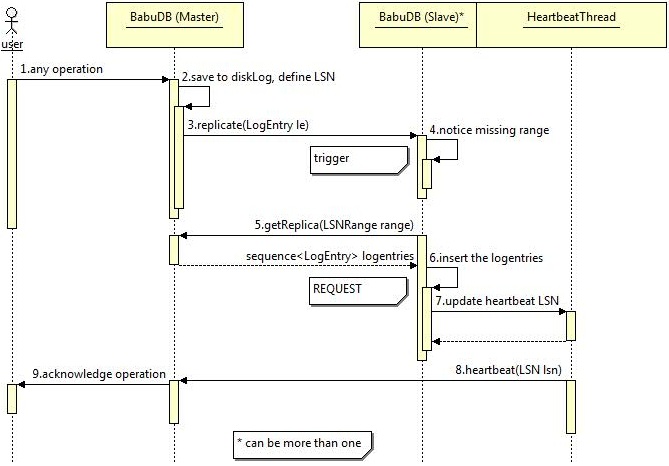 BabuDB (Master)
BabuDB (Slave)*
HeartbeatThread
user
1.any operation
2.save to diskLog, define LSN
3.replicate(LogEntry le)
4.notice missing range
trigger
5.getReplica(LSNRange range)
sequence<LogEntry> logentries
6.insert the logentries
REQUEST
7.update heartbeat LSN
9.acknowledge operation
8.heartbeat(LSN lsn)
* can be more than one